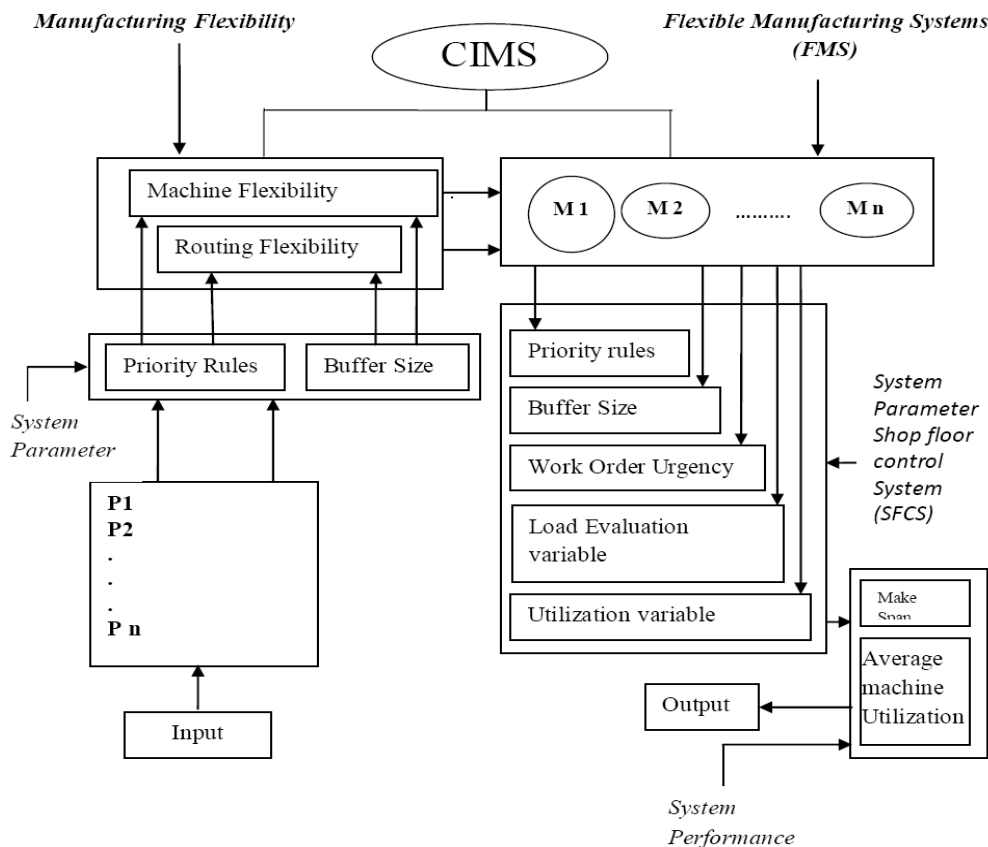 Manufacturing Flexibility
Flexible Manufacturing Systems
(FMS)
CIMS
Machine Flexibility
Routing Flexibility
M 1
M 2
..........
M n
Priority Rules
Buffer Size
System
Parameter
Priority rules
Buffer Size
Work Order Urgency
Load Evaluation
variable
Utilization variable
System
Parameter
Shop floor
control
System
(SFCS)
P1
P2
.
.
.
P n
Input
Make
Span
Average
machine
Utilization
Output
System
Performance